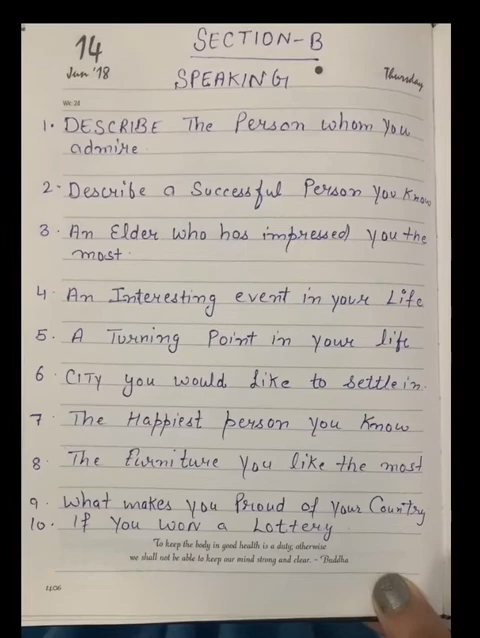 14
Jun '18
SECTION-B
SPEAKING
Thursday
Wk: 24
1. DESCRIBE The Person whom you
admire.
2. Describe a Successful Person You Know
3. An Elder who has impressed you the
most.
4. An Interesting event in your Life
5. A Turning Point in your life
6 CITY you would like to settle in.
7 The Happiest person you Know
8 The Furniture you like the most
9. What makes you Proud of Your Country
10. If You won a Lottery.
To keep the body in good health is a duty; otherwise
we shall not be able to keep our mind strong and clear. - Buddha